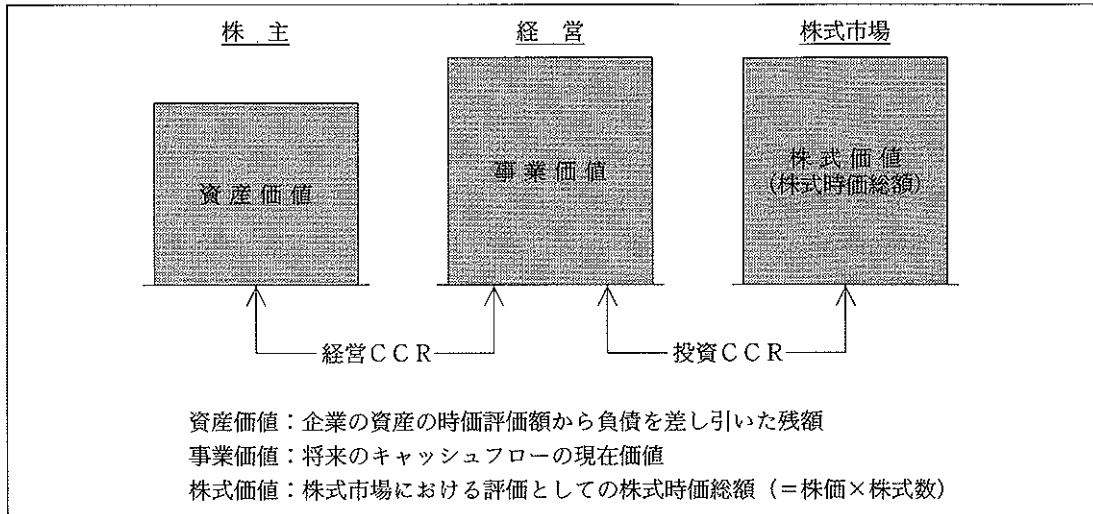 株 主 経 営 株式市場
資 産 価 値
事 業 価 値
株 式 価 値
(株式時価総額)
経営CCR 投資CCR
資産価値:企業の資産の時価評価額から負債を差し引いた残額
事業価値:将来のキャッシュフローの現在価値
株式価値:株式市場における評価としての株式時価総額(=株価×株式数)